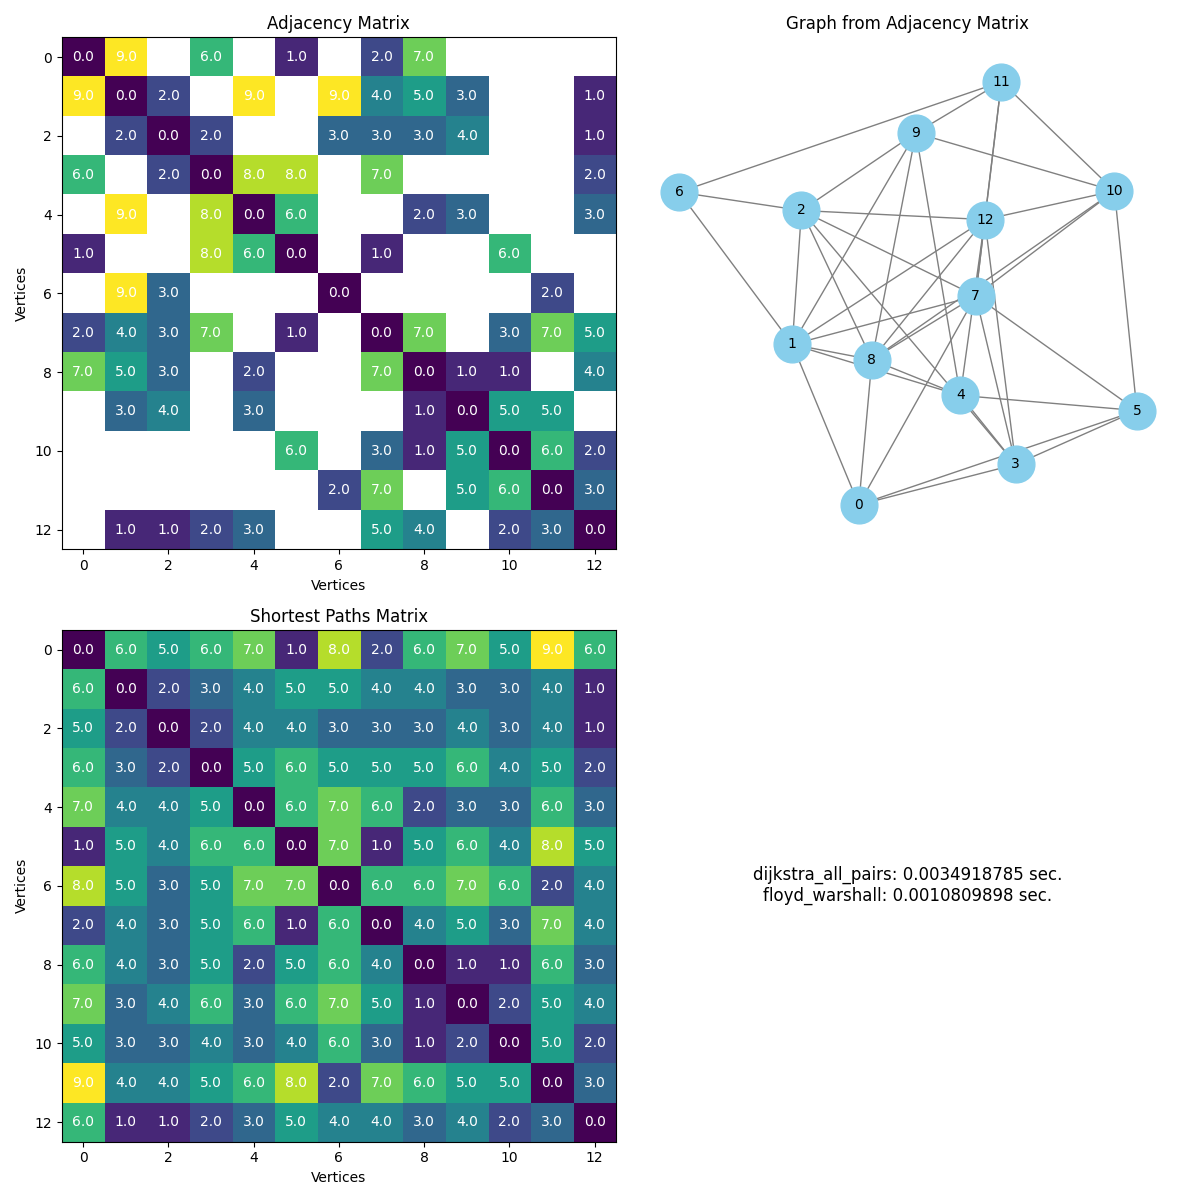 Adjacency Matrix
0 0.0 9.0 6.0 1.0 2.0 7.0
9.0 0.0 2.0 9.0 9.0 4.0 5.0 3.0 1.0
2 2.0 0.0 2.0 3.0 3.0 3.0 4.0 1.0
6.0 2.0 0.0 8.0 8.0 7.0 2.0
4 9.0 8.0 0.0 6.0 2.0 3.0 3.0
1.0 8.0 6.0 0.0 1.0 6.0
6 9.0 3.0 0.0 2.0
2.0 4.0 3.0 7.0 1.0 0.0 7.0 3.0 7.0 5.0
8 7.0 5.0 3.0 2.0 7.0 0.0 1.0 1.0 4.0
3.0 4.0 3.0 1.0 0.0 5.0 5.0
10 6.0 3.0 1.0 5.0 0.0 6.0 2.0
2.0 7.0 5.0 6.0 0.0 3.0
12 1.0 1.0 2.0 3.0 5.0 4.0 2.0 3.0 0.0
0 2 4 6 8 10 12
Vertices
Vertices
Graph from Adjacency Matrix
11
9
6
10
2
12
7
1
8
4
5
3
0
Shortest Paths Matrix
0 0.0 6.0 5.0 6.0 7.0 1.0 8.0 2.0 6.0 7.0 5.0 9.0 6.0
6.0 0.0 2.0 3.0 4.0 5.0 5.0 4.0 4.0 3.0 3.0 4.0 1.0
2 5.0 2.0 0.0 2.0 4.0 4.0 3.0 3.0 3.0 4.0 3.0 4.0 1.0
6.0 3.0 2.0 0.0 5.0 6.0 5.0 5.0 5.0 6.0 4.0 5.0 2.0
4 7.0 4.0 4.0 5.0 0.0 6.0 7.0 6.0 2.0 3.0 3.0 6.0 3.0
1.0 5.0 4.0 6.0 6.0 0.0 7.0 1.0 5.0 6.0 4.0 8.0 5.0
6 8.0 5.0 3.0 5.0 7.0 7.0 0.0 6.0 6.0 7.0 6.0 2.0 4.0
2.0 4.0 3.0 5.0 6.0 1.0 6.0 0.0 4.0 5.0 3.0 7.0 4.0
8 6.0 4.0 3.0 5.0 2.0 5.0 6.0 4.0 0.0 1.0 1.0 6.0 3.0
7.0 3.0 4.0 6.0 3.0 6.0 7.0 5.0 1.0 0.0 2.0 5.0 4.0
10 5.0 3.0 3.0 4.0 3.0 4.0 6.0 3.0 1.0 2.0 0.0 5.0 2.0
9.0 4.0 4.0 5.0 6.0 8.0 2.0 7.0 6.0 5.0 5.0 0.0 3.0
12 6.0 1.0 1.0 2.0 3.0 5.0 4.0 4.0 3.0 4.0 2.0 3.0 0.0
0 2 4 6 8 10 12
Vertices
Vertices
dijkstra_all_pairs: 0.0034918785 sec.
floyd_warshall: 0.0010809898 sec.